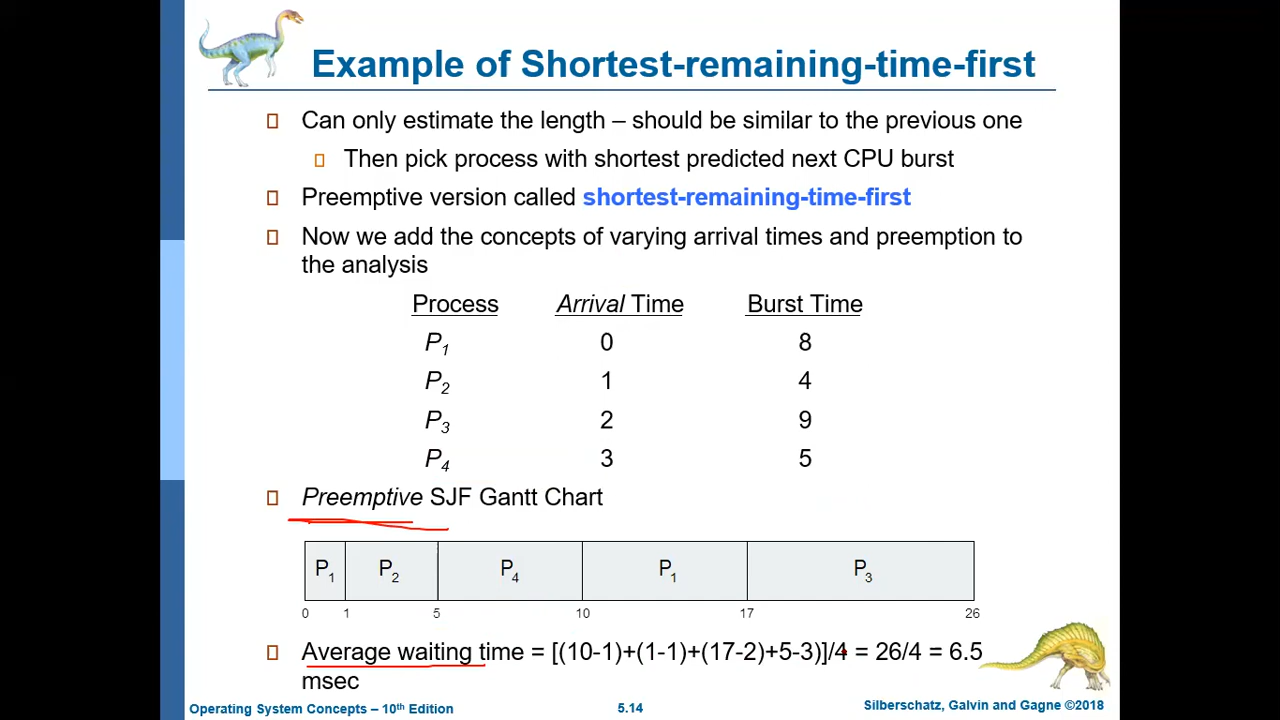 Example of Shortest-remaining-time-first
Can only estimate the length – should be similar to the previous one
Then pick process with shortest predicted next CPU burst
Preemptive version called shortest-remaining-time-first
Now we add the concepts of varying arrival times and preemption to
the analysis
Process Arrival Time Burst Time
P1 0 8
P2 1 4
P3 2 9
P4 3 5
Preemptive SJF Gantt Chart
P1 P2 P4 P1 P3
0 1 5 10 17 26
Average waiting time = [(10-1)+(1-1)+(17-2)+5-3)]/4 = 26/4 = 6.5
msec
Operating System Concepts – 10th Edition 5.14 Silberschatz, Galvin and Gagne ©2018